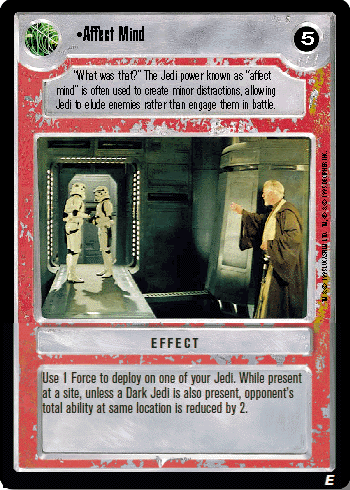 •Affect Mind
5
"What was that?" The Jedi power known as "affect
mind" is often used to create minor distractions, allowing
Jedi to elude enemies rather than engage them in battle.
EFFECT
Use 1 Force to deploy on one of your Jedi. While present
at a site, unless a Dark Jedi is also present, opponent's
total ability at same location is reduced by 2.
E